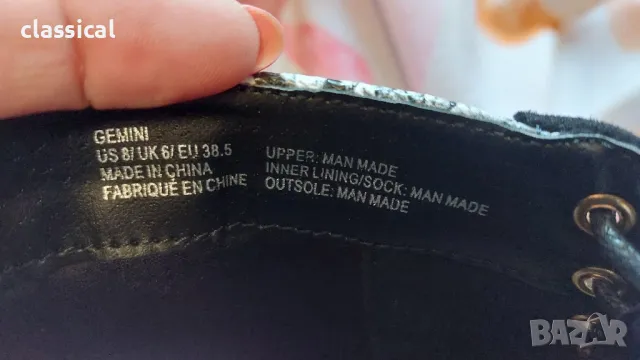 classical
GEMINI
US 8/ UK 6/ EU 38.5
MADE IN CHINA
FABRIQUÉ EN CHINE
UPPER: MAN MADE
INNER LINING/SOCK: MAN MADE
OUTSOLE: MAN MADE
BAZAR